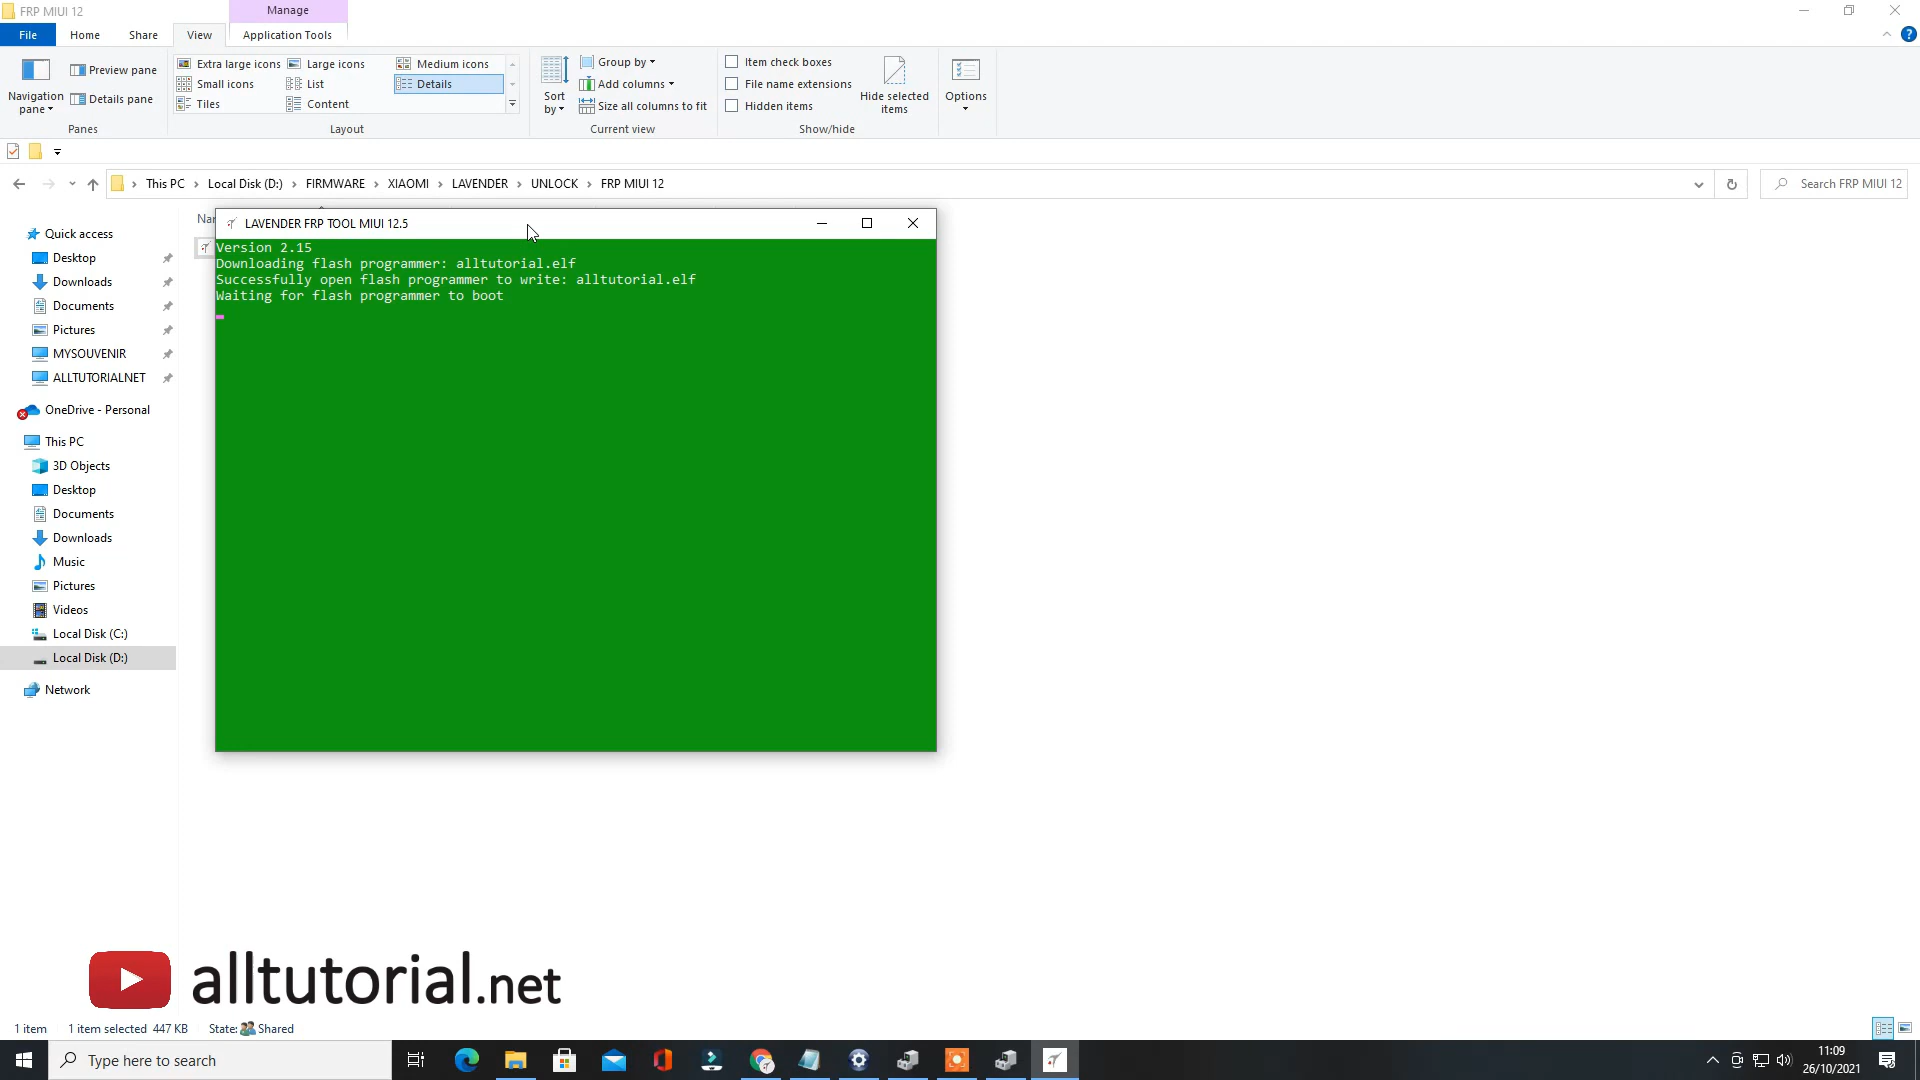 FRP MIUI 12
Manage
File
Home
Share
View
Application Tools
Navigation pane
Preview pane
Details pane
Panes
Extra large icons
Large icons
Medium icons
Small icons
List
Details
Tiles
Content
Layout
Sort by
Group by
Add columns
Size all columns to fit
Current view
Item check boxes
File name extensions
Hidden items
Hide selected items
Show/hide
Options
This PC > Local Disk (D:) > FIRMWARE > XIAOMI > LAVENDER > UNLOCK > FRP MIUI 12
Search FRP MIUI 12
Quick access
Desktop
Downloads
Documents
Pictures
MYSOUVENIR
ALLTUTORIALNET
OneDrive - Personal
This PC
3D Objects
Desktop
Documents
Downloads
Music
Pictures
Videos
Local Disk (C:)
Local Disk (D:)
Network
LAVENDER FRP TOOL MIUI 12.5
Version 2.15
Downloading flash programmer: alltutorial.elf
Successfully open flash programmer to write: alltutorial.elf
Waiting for flash programmer to boot
alltutorial.net
1 item
1 item selected 447 KB
State: Shared
Type here to search
11:09
26/10/2021